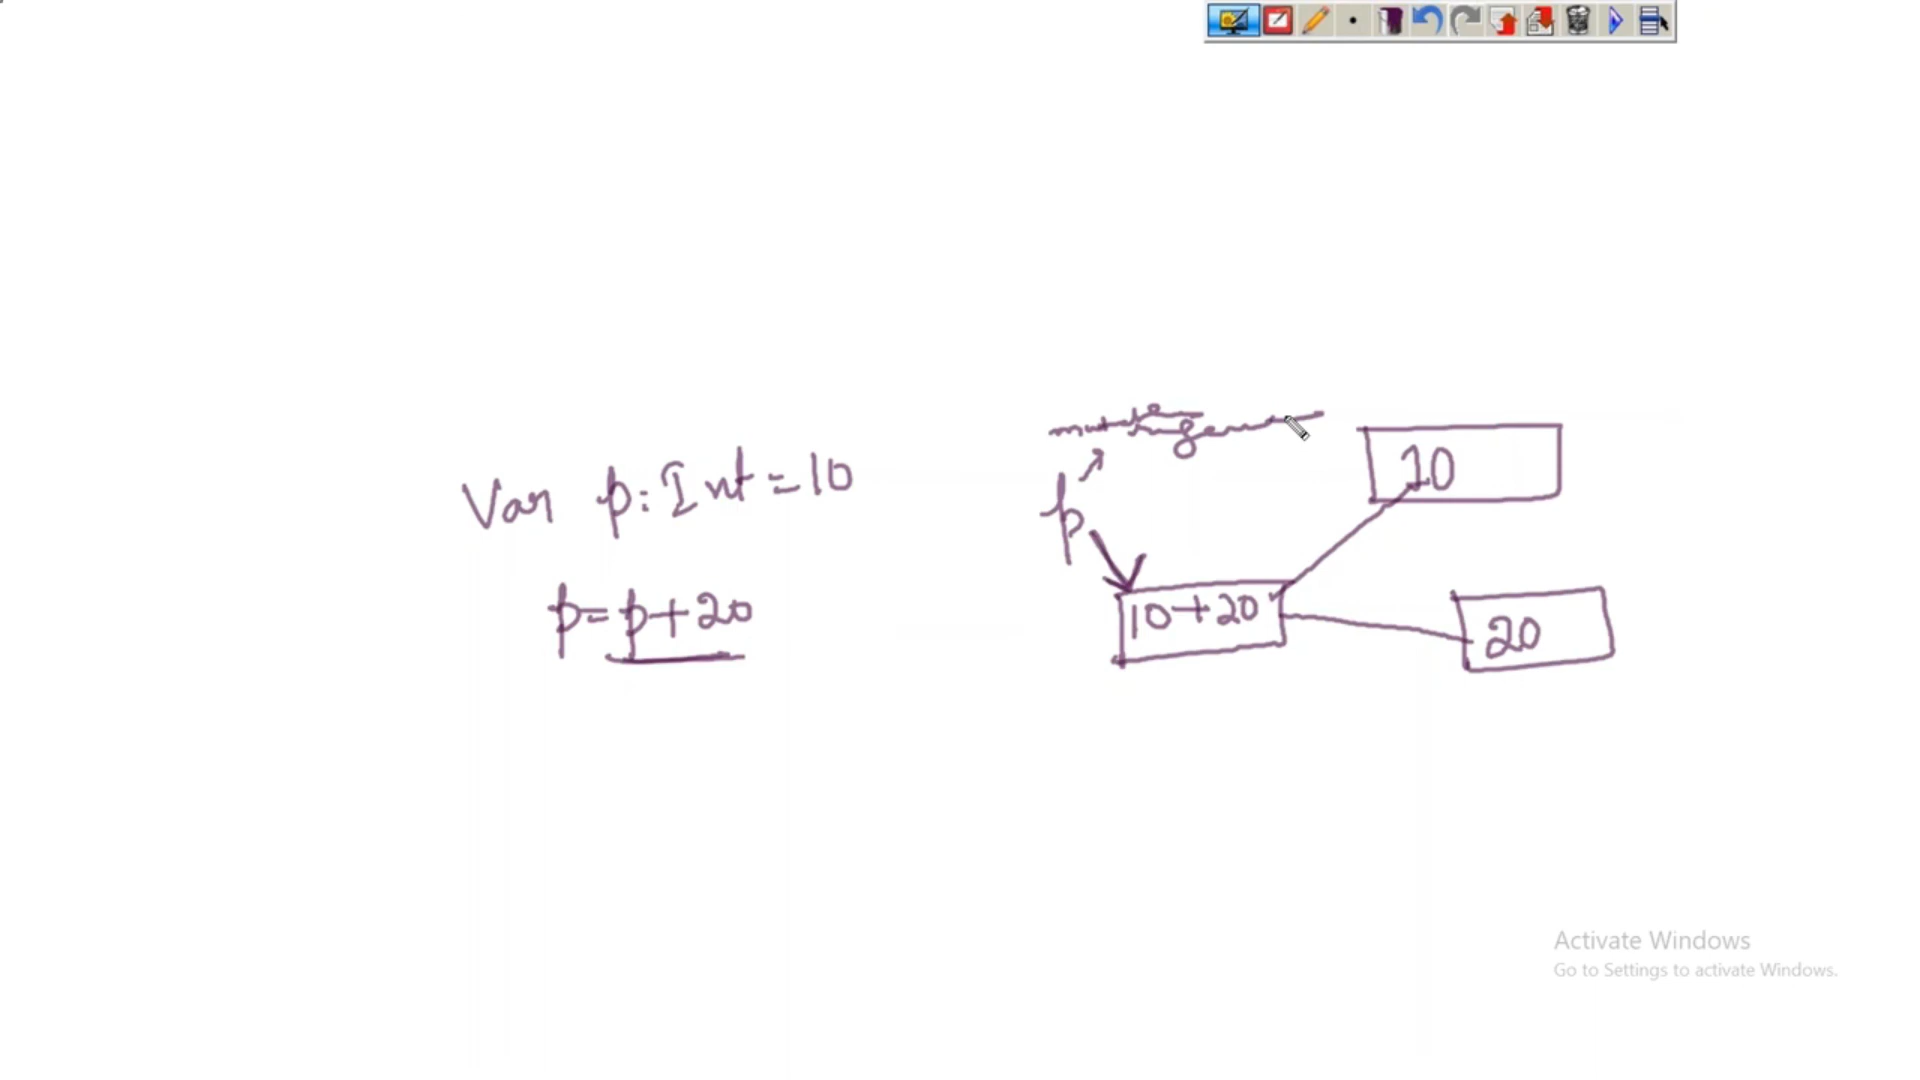 Var p: Int = 10
p = p + 20
p
10
10 + 20
20
Activate Windows
Go to Settings to activate Windows.